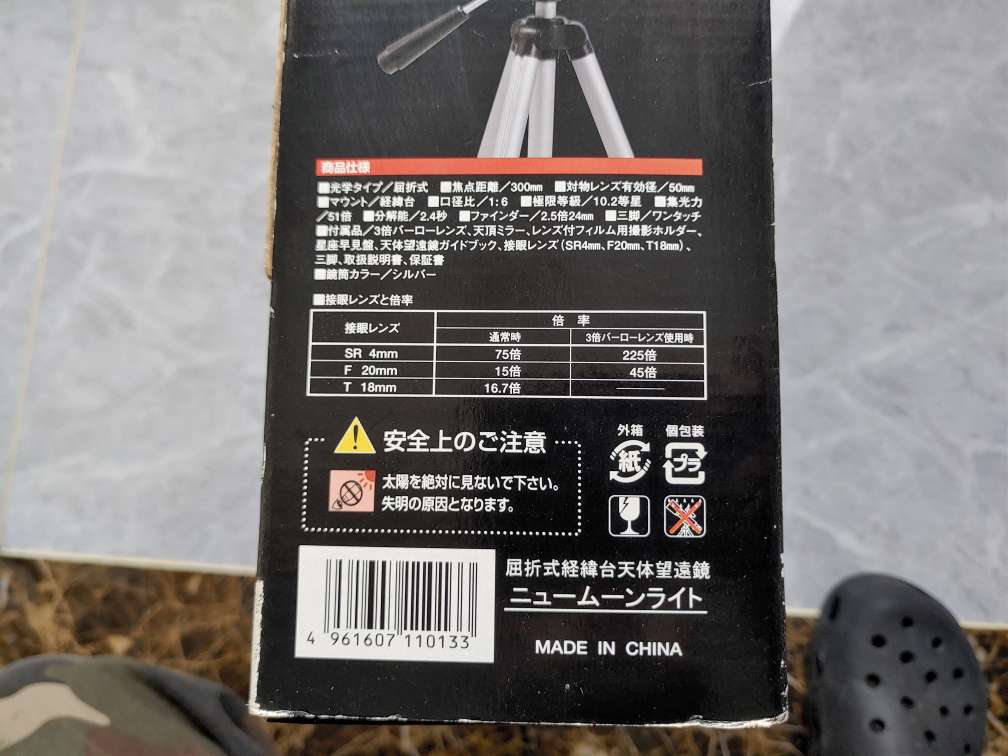 商品仕様
■光学タイプ／屈折式 ■焦点距離／300mm ■対物レンズ有効径／50mm
■マウント／経緯台 ■口径比／1:6 ■極限等級／10.2等星 ■集光力
／51倍 ■分解能／2.4秒 ■ファインダー／2.5倍24mm ■三脚／ワンタッチ
■付属品／3倍バーローレンズ、天頂ミラー、レンズ付フィルム用撮影ホルダー、
星座早見盤、天体望遠鏡ガイドブック、接眼レンズ(SR4mm、F20mm、T18mm)、
三脚、取扱説明書、保証書
■鏡筒カラー／シルバー
■接眼レンズと倍率
接眼レンズ 倍 率
通常時 3倍バーローレンズ使用時
SR 4mm 75倍 225倍
F 20mm 15倍 45倍
T 18mm 16.7倍 ———
安全上のご注意
太陽を絶対に見ないで下さい。
失明の原因となります。
外箱 個包装
紙 プラ
屈折式経緯台天体望遠鏡
ニュームーンライト
MADE IN CHINA
4 961607 110133